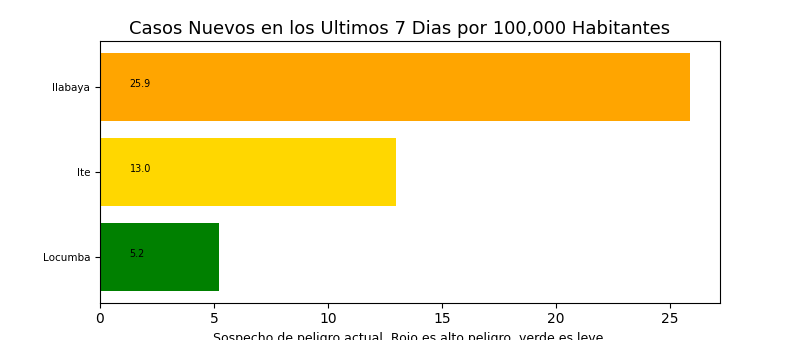 Casos Nuevos en los Ultimos 7 Dias por 100,000 Habitantes
Ilabaya
25.9
Ite
13.0
Locumba
5.2
0 5 10 15 20 25
Sospecho de peligro actual. Rojo es alto peligro, verde es leve